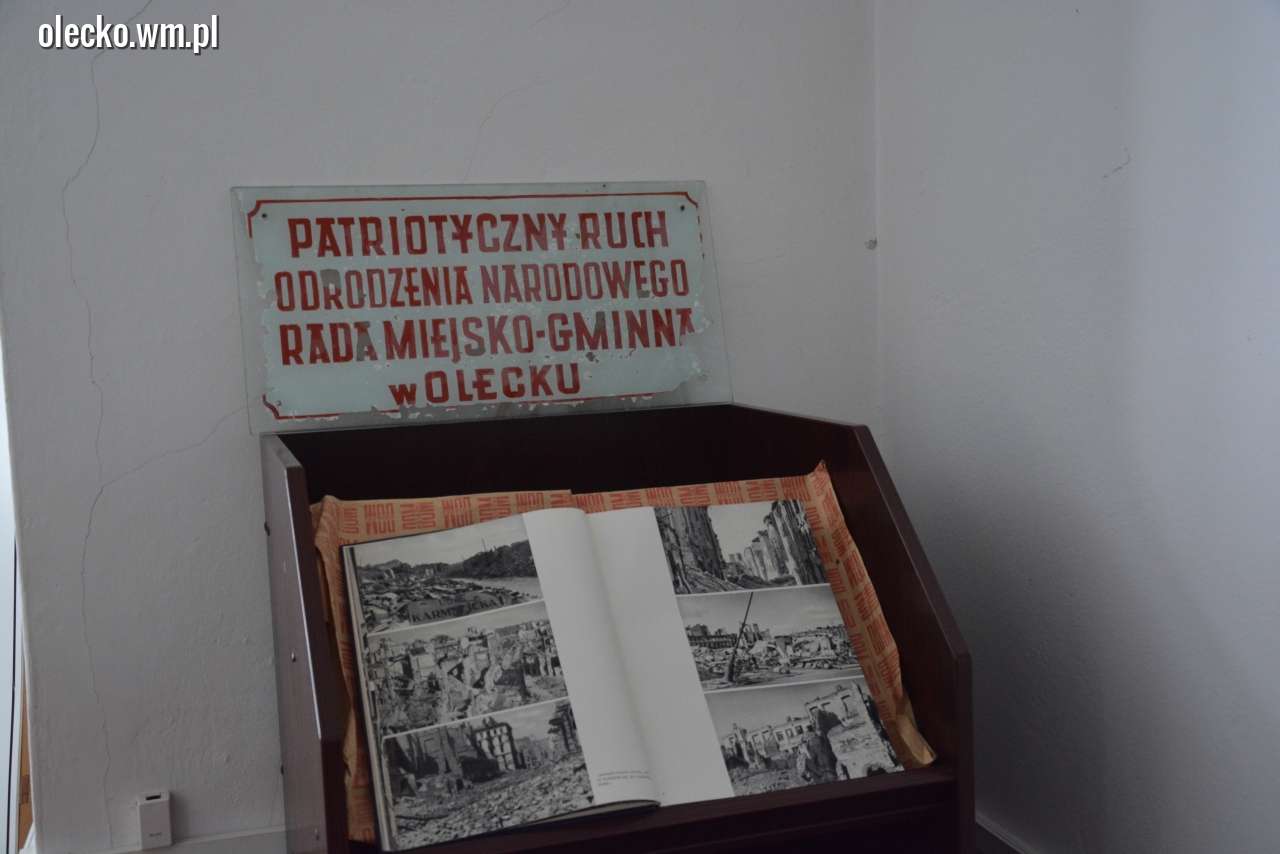 olecko.wm.pl
PATRIOTYCZNY RUCH
ODRODZENIA NARODOWEGO
RADA MIEJSKO-GMINNA
w OLECKU